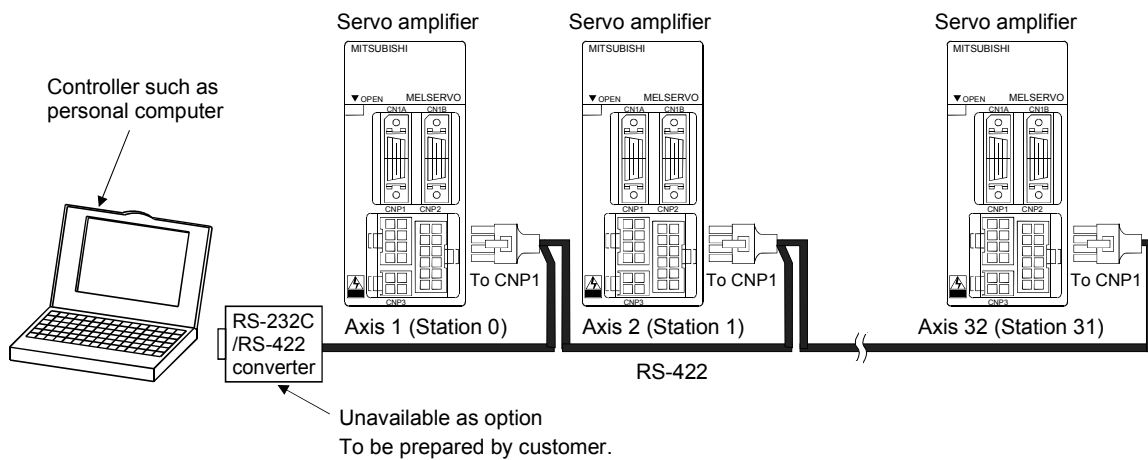 Servo amplifier
Servo amplifier
Servo amplifier
MITSUBISHI
MITSUBISHI
MITSUBISHI
Controller such as
personal computer
▼OPEN MELSERVO
▼OPEN MELSERVO
▼OPEN MELSERVO
CN1A CN1B
CN1A CN1B
CN1A CN1B
CNP1 CNP2
CNP1 CNP2
CNP1 CNP2
To CNP1
To CNP1
To CNP1
CNP3
CNP3
CNP3
RS-232C
/RS-422
converter
Axis 1 (Station 0)
Axis 2 (Station 1)
Axis 32 (Station 31)
RS-422
Unavailable as option
To be prepared by customer.